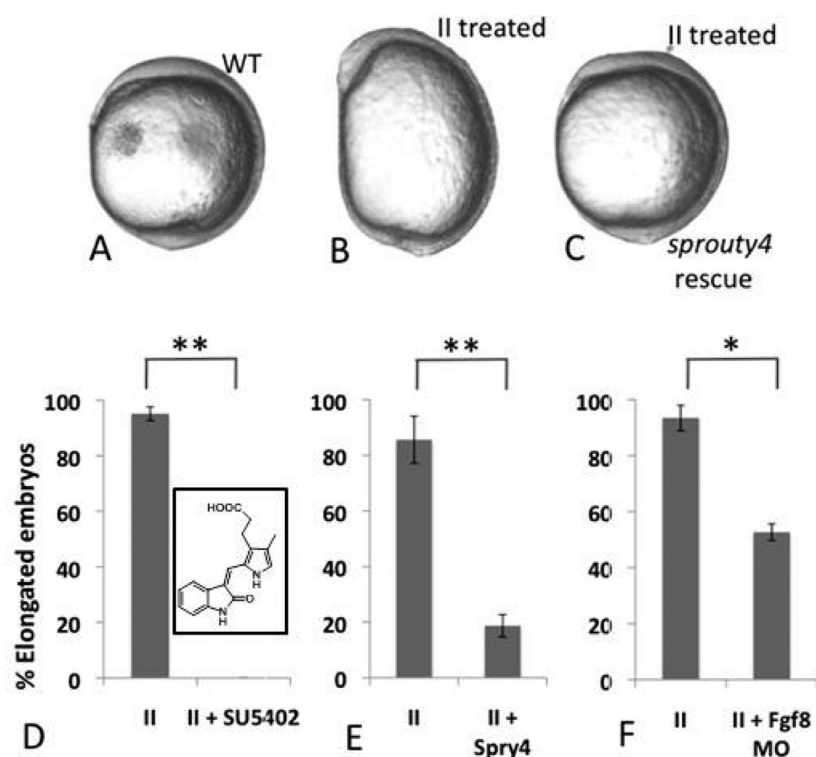 WT
II treated
II treated
A
B
C
sprouty4
rescue
**
**
*
% Elongated embryos
100
80
60
40
20
0
HOOC
N
H
O
N
H
II
II + SU5402
D
100
80
60
40
20
0
II
II +
Spry4
E
100
80
60
40
20
0
II
II + Fgf8
MO
F